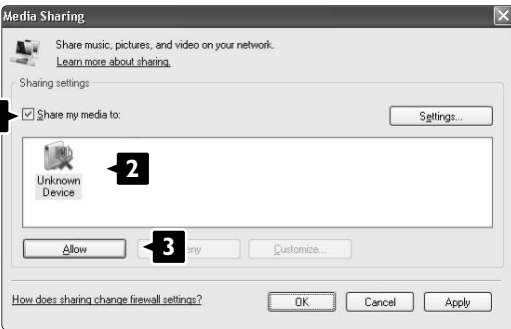 Media Sharing
Share music, pictures, and video on your network.
Learn more about sharing.
Sharing settings
Share my media to:
Settings...
2
Unknown
Device
Allow
3
Customize...
How does sharing change firewall settings?
OK
Cancel
Apply